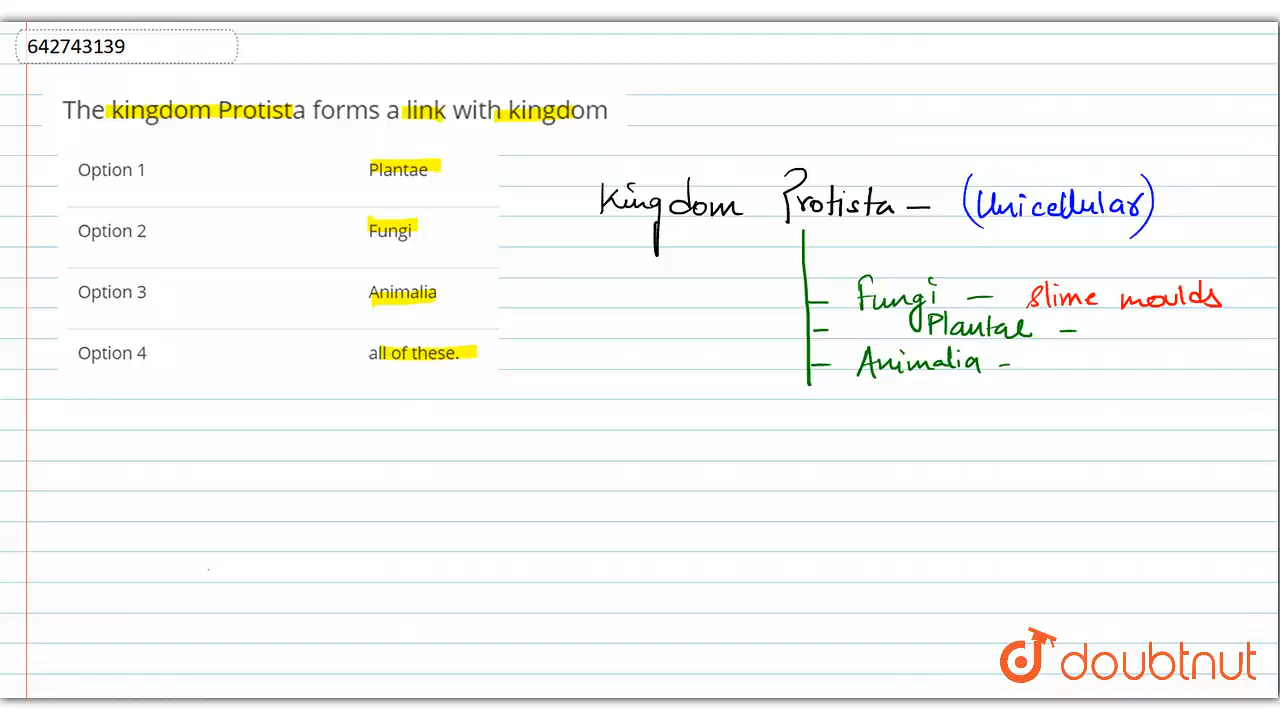 642743139
The kingdom Protista forms a link with kingdom
Option 1 Plantae
Option 2 Fungi
Option 3 Animalia
Option 4 all of these.
Kingdom Protista — (Unicellular)
— Fungi — Slime moulds
— Plantae —
— Animalia -
doubtnut